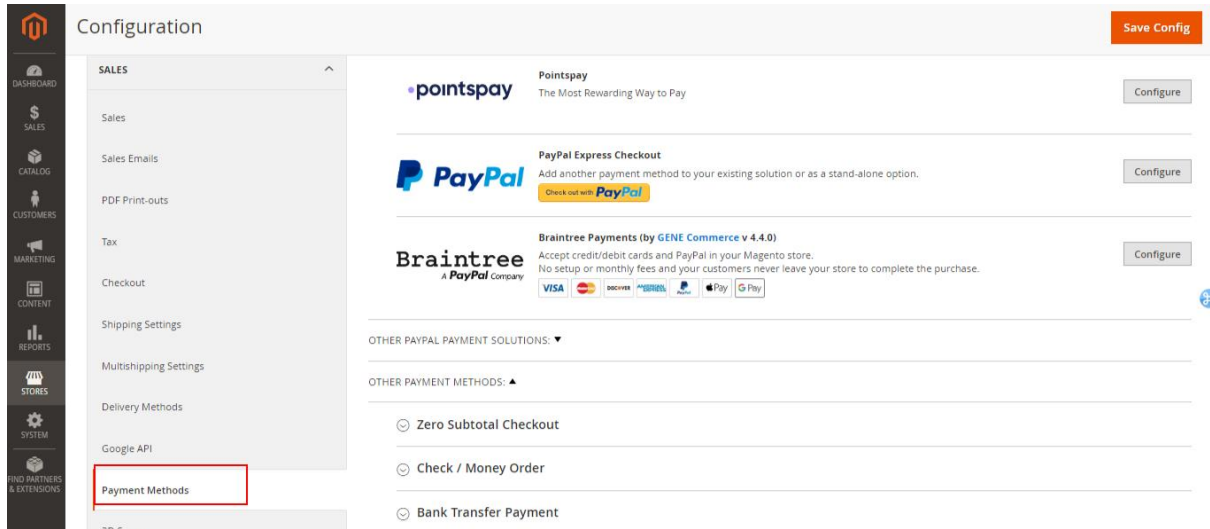 Configuration
Save Config
DASHBOARD
SALES
CATALOG
CUSTOMERS
MARKETING
CONTENT
REPORTS
STORES
SYSTEM
FIND PARTNERS
& EXTENSIONS
SALES
Sales
Sales Emails
PDF Print-outs
Tax
Checkout
Shipping Settings
Multishipping Settings
Delivery Methods
Google API
Payment Methods
pointspay
Pointspay
The Most Rewarding Way to Pay
Configure
PayPal
PayPal Express Checkout
Add another payment method to your existing solution or as a stand-alone option.
Check out with PayPal
Configure
Braintree
A PayPal Company
Braintree Payments (by GENE Commerce v 4.4.0)
Accept credit/debit cards and PayPal in your Magento store.
No setup or monthly fees and your customers never leave your store to complete the purchase.
VISA DISCOVER AMERICAN EXPRESS PayPal Pay G Pay
Configure
OTHER PAYPAL PAYMENT SOLUTIONS:
OTHER PAYMENT METHODS:
Zero Subtotal Checkout
Check / Money Order
Bank Transfer Payment